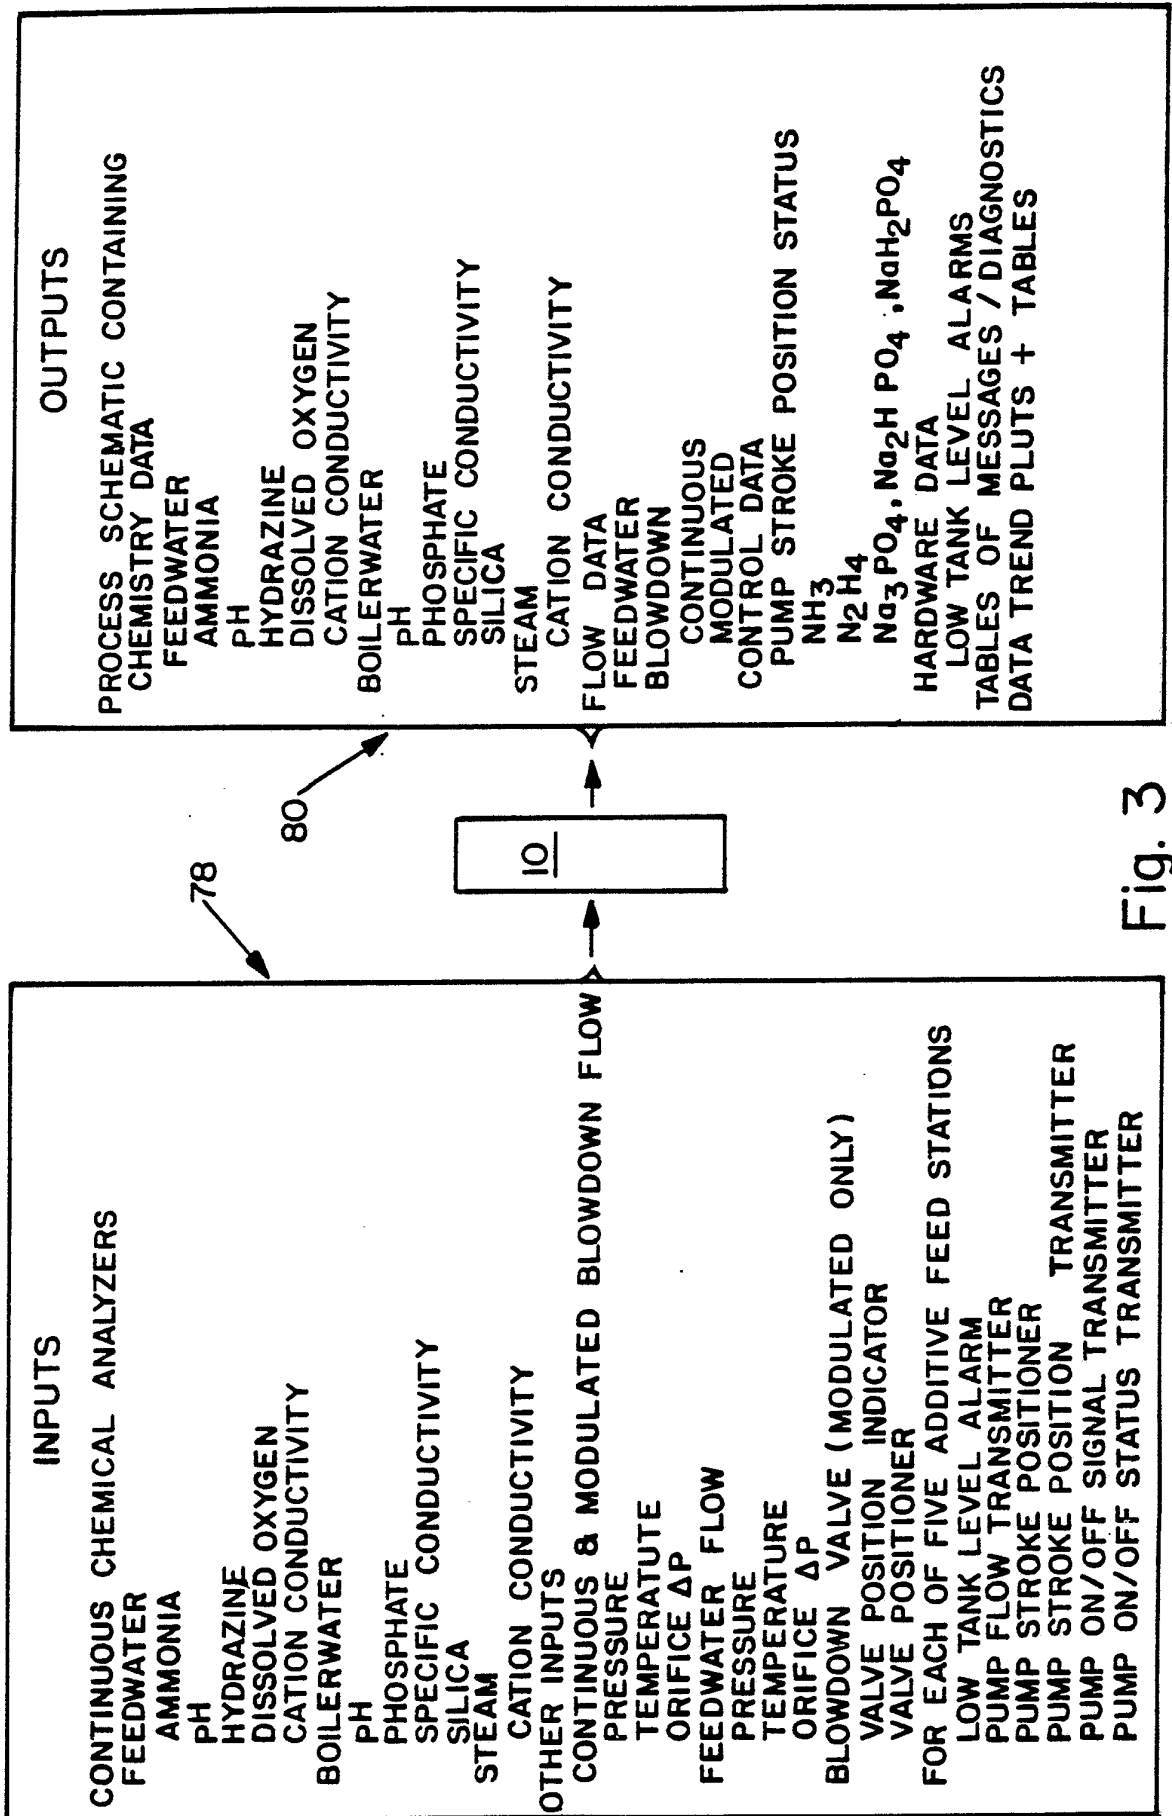 INPUTS
CONTINUOUS CHEMICAL ANALYZERS
FEEDWATER
AMMONIA
pH
HYDRAZINE
DISSOLVED OXYGEN
CATION CONDUCTIVITY
BOILERWATER
pH
PHOSPHATE
SPECIFIC CONDUCTIVITY
SILICA
STEAM
CATION CONDUCTIVITY
OTHER INPUTS
CONTINUOUS & MODULATED BLOWDOWN FLOW
PRESSURE
TEMPERATUTE
ORIFICE ΔP
FEEDWATER FLOW
PRESSURE
TEMPERATURE
ORIFICE ΔP
BLOWDOWN VALVE (MODULATED ONLY)
VALVE POSITION INDICATOR
VALVE POSITIONER
FOR EACH OF FIVE ADDITIVE FEED STATIONS
LOW TANK LEVEL ALARM
PUMP FLOW TRANSMITTER
PUMP STROKE POSITIONER
PUMP STROKE POSITION TRANSMITTER
PUMP ON/OFF SIGNAL TRANSMITTER
PUMP ON/OFF STATUS TRANSMITTER
78
10
80
OUTPUTS
PROCESS SCHEMATIC CONTAINING
CHEMISTRY DATA
FEEDWATER
AMMONIA
pH
HYDRAZINE
DISSOLVED OXYGEN
CATION CONDUCTIVITY
BOILERWATER
pH
PHOSPHATE
SPECIFIC CONDUCTIVITY
SILICA
STEAM
CATION CONDUCTIVITY
FLOW DATA
FEEDWATER
BLOWDOWN
CONTINUOUS
MODULATED
CONTROL DATA
PUMP STROKE POSITION STATUS
NH3
N2H4
Na3PO4, Na2HPO4, NaH2PO4
HARDWARE DATA
LOW TANK LEVEL ALARMS
TABLES OF MESSAGES / DIAGNOSTICS
DATA TREND PLUTS + TABLES
Fig. 3